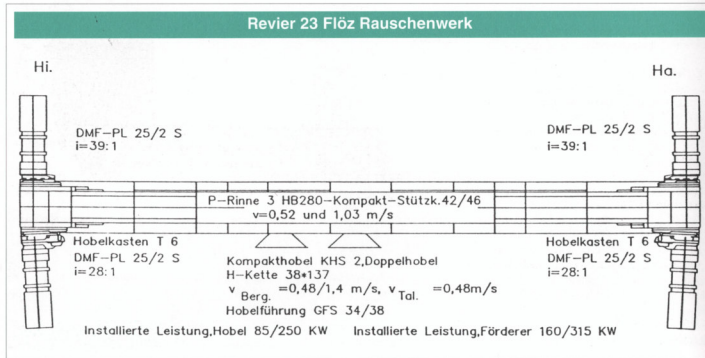 Revier 23 Flöz Rauschenwerk
Hi.
Ha.
DMF-PL 25/2 S
i=39:1
DMF-PL 25/2 S
i=39:1
P-Rinne 3 HB280-Kompakt-Stützk.42/46
v=0,52 und 1,03 m/s
Hobelkasten T 6
DMF-PL 25/2 S
i=28:1
Kompakthobel KHS 2,Doppelhobel
H-Kette 38*137
v Berg. =0,48/1,4 m/s, v Tal. =0,48m/s
Hobelführung GFS 34/38
Hobelkasten T 6
DMF-PL 25/2 S
i=28:1
Installierte Leistung,Hobel 85/250 KW Installierte Leistung,Förderer 160/315 KW